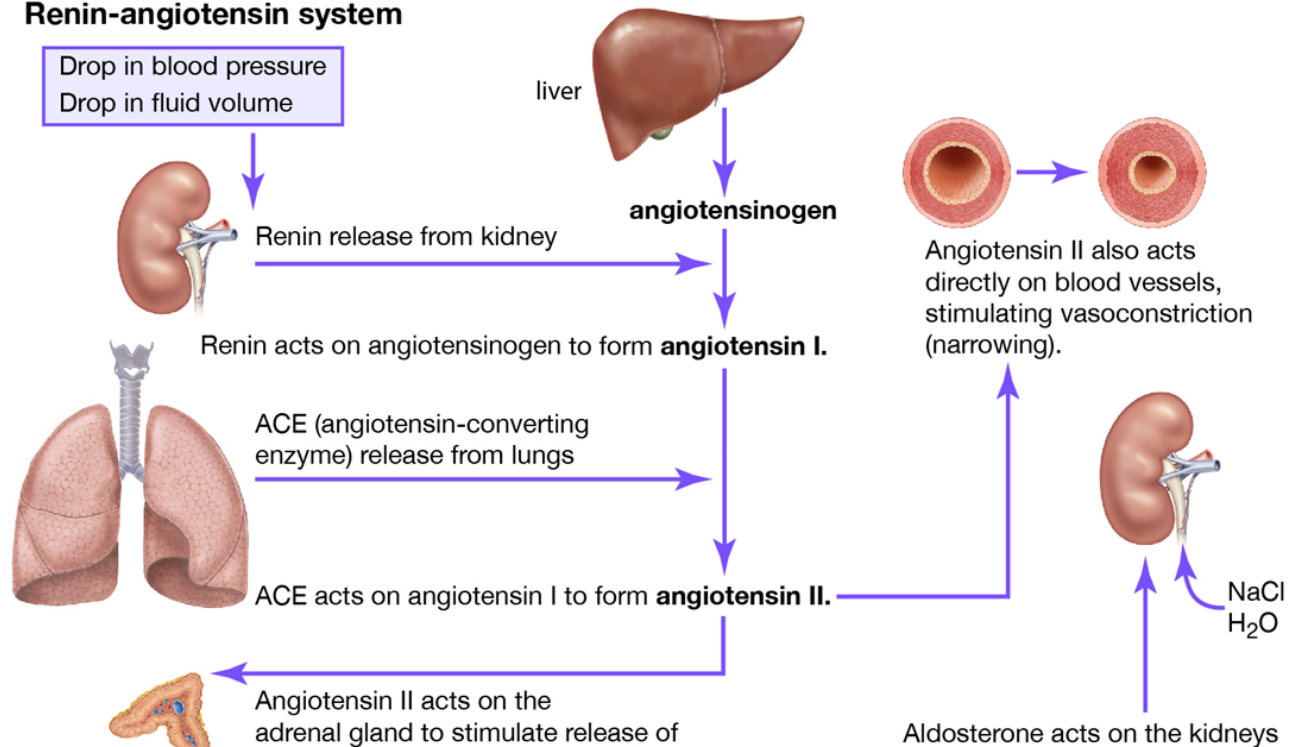 Renin-angiotensin system
Drop in blood pressure
Drop in fluid volume
liver
angiotensinogen
Renin release from kidney
Renin acts on angiotensinogen to form angiotensin I.
ACE (angiotensin-converting
enzyme) release from lungs
ACE acts on angiotensin I to form angiotensin II.
Angiotensin II acts on the
adrenal gland to stimulate release of
Angiotensin II also acts
directly on blood vessels,
stimulating vasoconstriction
(narrowing).
NaCl
H₂O
Aldosterone acts on the kidneys